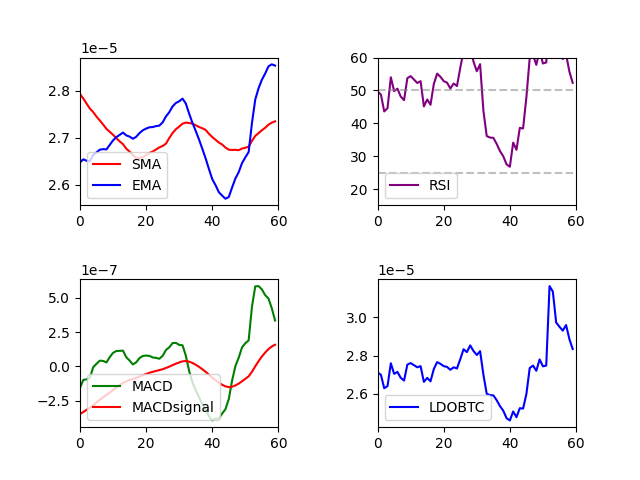 1e−5
2.8
2.7
2.6
SMA
EMA
0 20 40 60
60
50
40
30
20
RSI
0 20 40 60
1e−7
5.0
2.5
0.0
−2.5
MACD
MACDsignal
0 20 40 60
1e−5
3.0
2.8
2.6
LDOBTC
0 20 40 60